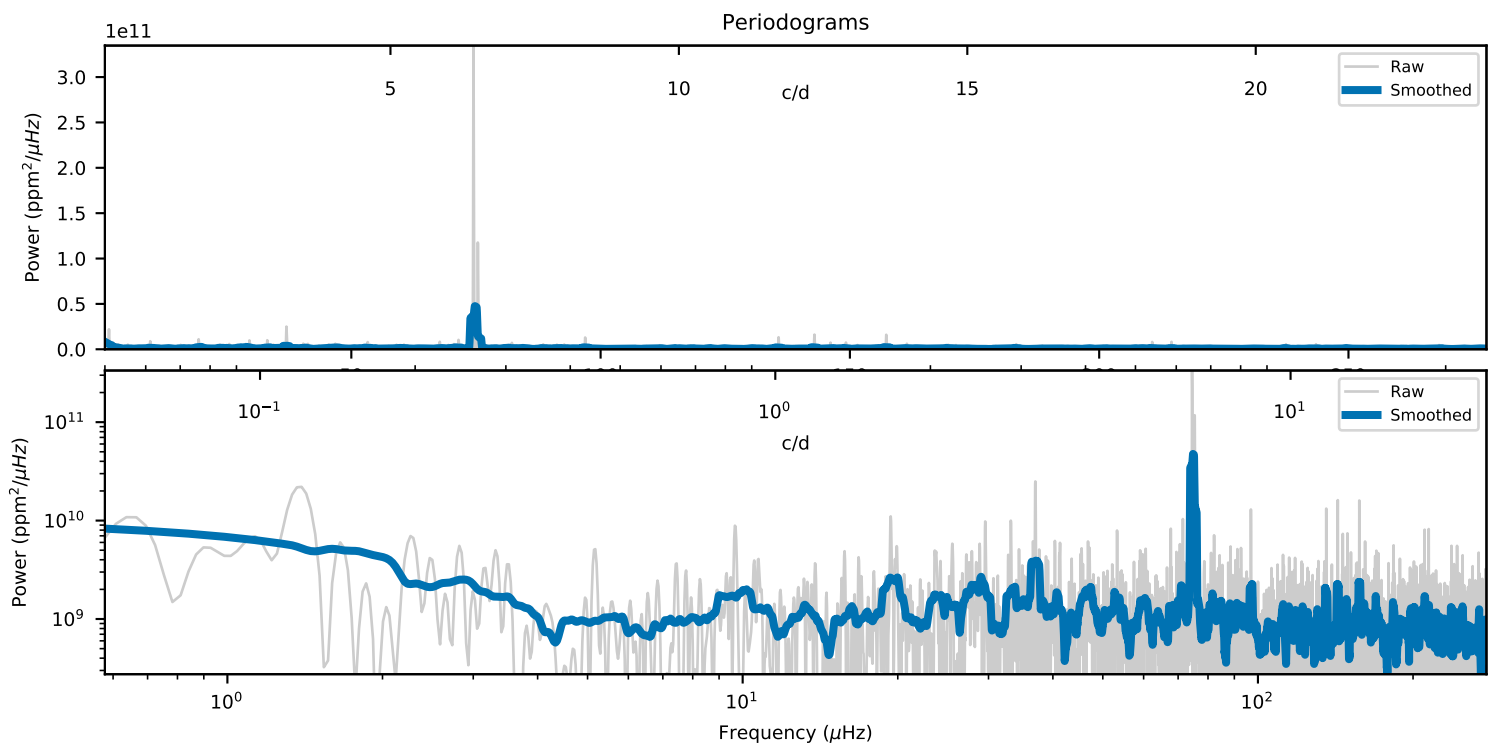 Periodograms
1e11
Power (ppm²/μHz)
3.0
2.5
2.0
1.5
1.0
0.5
0.0
5
10
15
20
c/d
Raw
Smoothed
Power (ppm²/μHz)
10¹¹
10¹⁰
10⁹
10⁻¹
10⁰
10¹
c/d
Raw
Smoothed
10⁰
10¹
10²
Frequency (μHz)